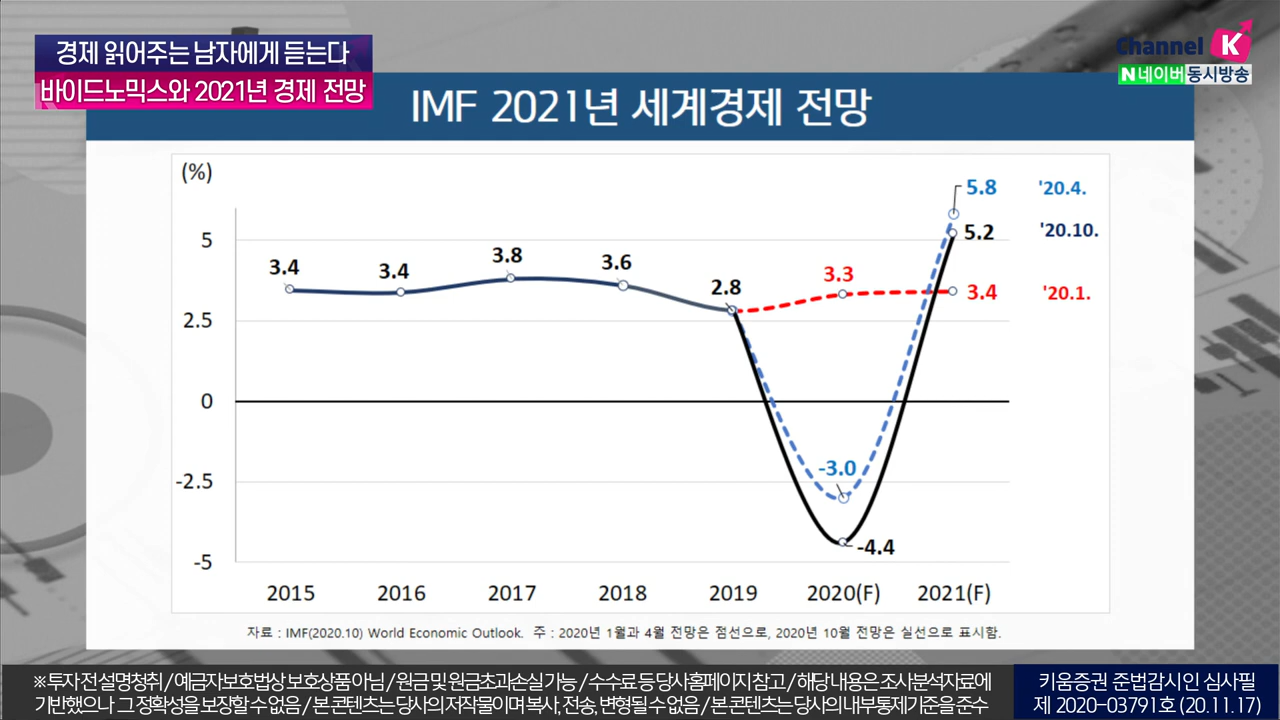 경제 읽어주는 남자에게 듣는다
바이드노믹스와 2021년 경제 전망
Channel K
N 네이버 동시방송
IMF 2021년 세계경제 전망
(%)
5.8 '20.4.
5.2 '20.10.
3.4 '20.1.
3.4
3.4
3.8
3.6
2.8
3.3
-3.0
-4.4
5
2.5
0
-2.5
-5
2015 2016 2017 2018 2019 2020(F) 2021(F)
자료 : IMF(2020.10) World Economic Outlook. 주 : 2020년 1월과 4월 전망은 점선으로, 2020년 10월 전망은 실선으로 표시함.
※ 투자 전 설명청취 / 예금자보호법상 보호상품 아님 / 원금 및 원금초과손실 가능 / 수수료 등 당사홈페이지 참고 / 해당 내용은 조사분석자료에
기반했으나 그 정확성을 보장할 수 없음 / 본 콘텐츠는 당사의 저작물이며 복사, 전송, 변형될 수 없음 / 본 콘텐츠는 당사의 내부통제기준을 준수
키움증권 준법감시인 심사필
제 2020-03791호 (20.11.17)